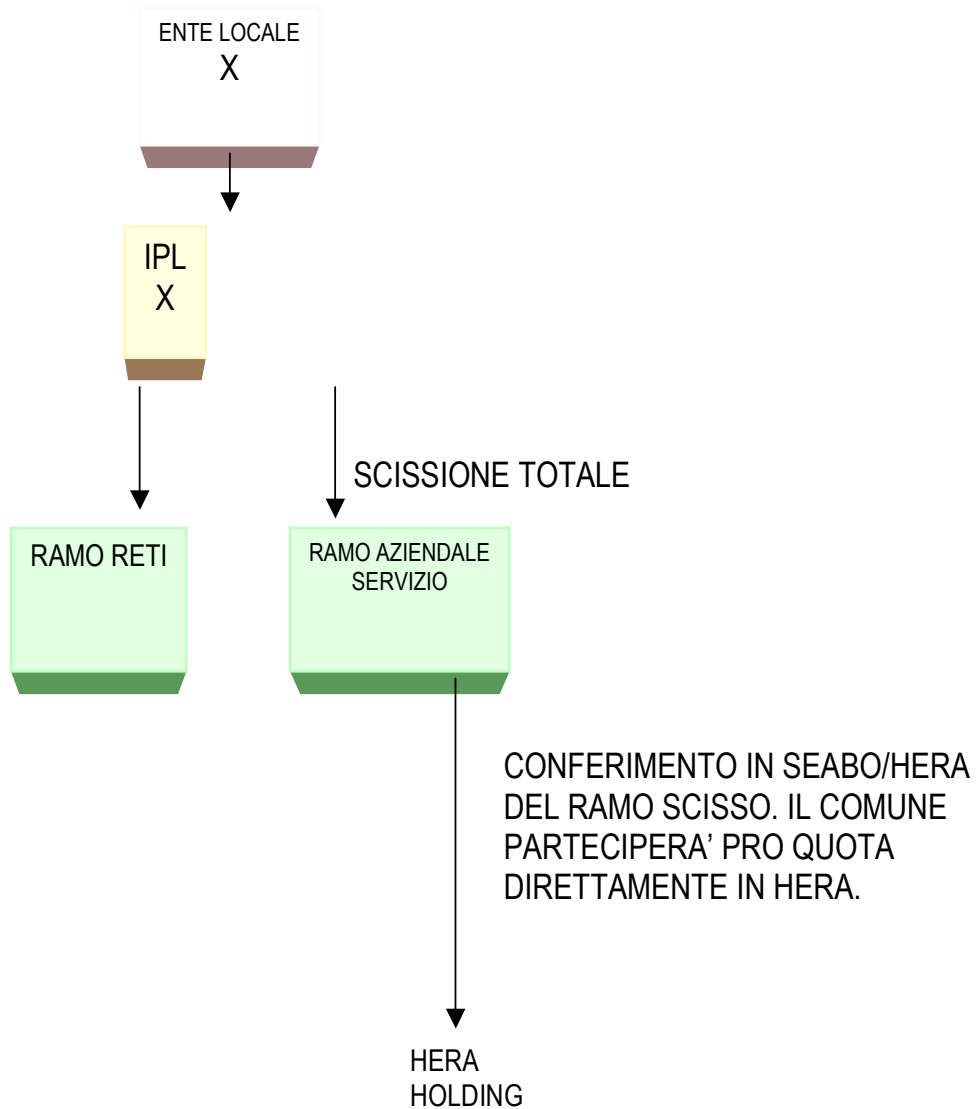 ENTE LOCALE
X
IPL
X
SCISSIONE TOTALE
RAMO RETI
RAMO AZIENDALE
SERVIZIO
CONFERIMENTO IN SEABO/HERA
DEL RAMO SCISSO. IL COMUNE
PARTECIPERA’ PRO QUOTA
DIRETTAMENTE IN HERA.
HERA
HOLDING